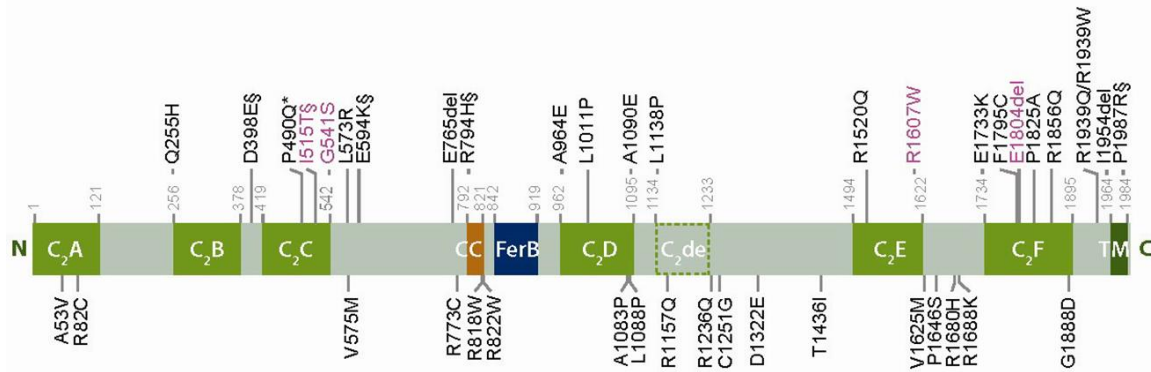 Q255H
D398E§
P490Q*
I515T§
G541S
L573R
E594K§
E765del
R794H§
A964E
L1011P
A1090E
L1138P
R1520Q
R1607W
E1733K
F1795C
E1804del
P1825A
R1856Q
R1939Q/R1939W
I1954del
P1987R§
1
121
256
378
419
542
792
821
842
919
962
1095
1134
1233
1494
1622
1734
1895
1964
1984
N
C₂A
C₂B
C₂C
CC
FerB
C₂D
C₂de
C₂E
C₂F
TM
C
A53V
R82C
V575M
R773C
R818W
R822W
A1083P
L1088P
R1157Q
R1236Q
C1251G
D1322E
T1436I
V1625M
P1646S
R1680H
R1688K
G1888D